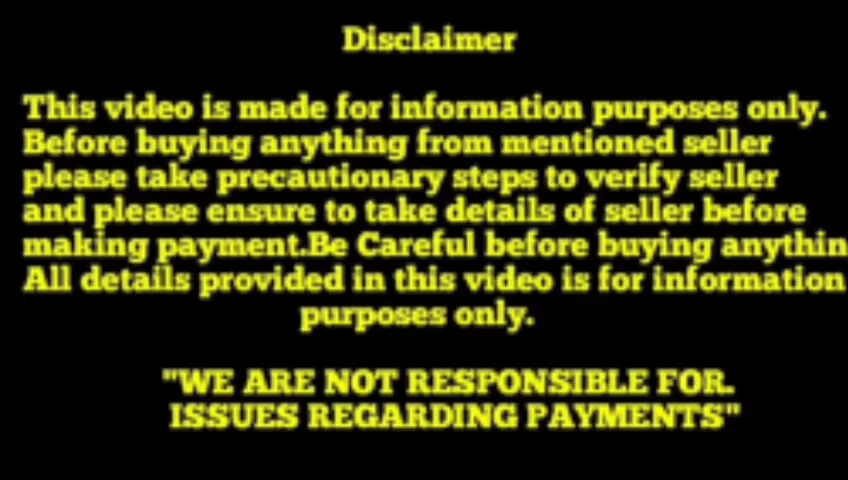 Disclaimer
This video is made for information purposes only.
Before buying anything from mentioned seller
please take precautionary steps to verify seller
and please ensure to take details of seller before
making payment.Be Careful before buying anythin
All details provided in this video is for information
purposes only.
"WE ARE NOT RESPONSIBLE FOR.
ISSUES REGARDING PAYMENTS"